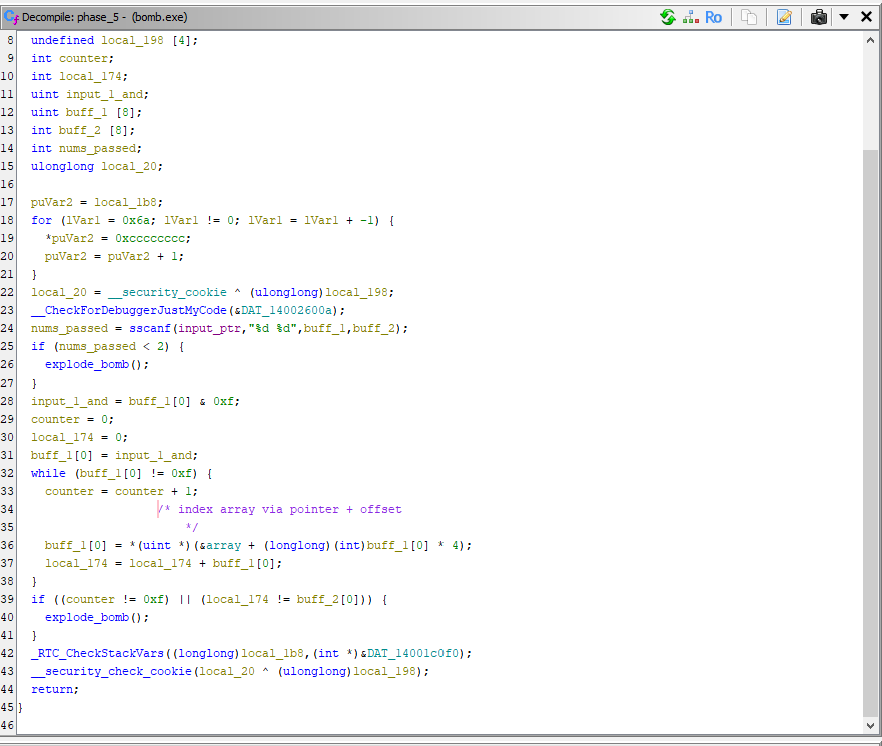 Decompile: phase_5 - (bomb.exe)
Ro
8 undefined local_198 [4];
9 int counter;
10 int local_174;
11 uint input_1_and;
12 uint buff_1 [8];
13 int buff_2 [8];
14 int nums_passed;
15 ulonglong local_20;
16
17 puVar2 = local_1b8;
18 for (lVar1 = 0x6a; lVar1 != 0; lVar1 = lVar1 + -1) {
19 *puVar2 = 0xcccccccc;
20 puVar2 = puVar2 + 1;
21 }
22 local_20 = __security_cookie ^ (ulonglong)local_198;
23 __CheckForDebuggerJustMyCode(&DAT_14002600a);
24 nums_passed = sscanf(input_ptr,"%d %d",buff_1,buff_2);
25 if (nums_passed < 2) {
26 explode_bomb();
27 }
28 input_1_and = buff_1[0] & 0xf;
29 counter = 0;
30 local_174 = 0;
31 buff_1[0] = input_1_and;
32 while (buff_1[0] != 0xf) {
33 counter = counter + 1;
34 /* index array via pointer + offset
35 */
36 buff_1[0] = *(uint *)(&array + (longlong)(int)buff_1[0] * 4);
37 local_174 = local_174 + buff_1[0];
38 }
39 if ((counter != 0xf) || (local_174 != buff_2[0])) {
40 explode_bomb();
41 }
42 _RTC_CheckStackVars((longlong)local_1b8,(int *)&DAT_14001c0f0);
43 __security_check_cookie(local_20 ^ (ulonglong)local_198);
44 return;
45 }
46